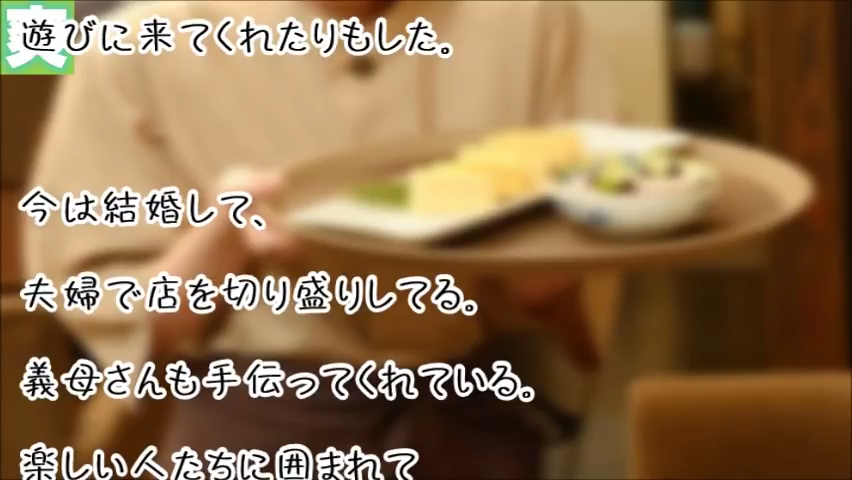 遊びに来てくれたりもした。
今は結婚して、
夫婦で店を切り盛りしてる。
義母さんも手伝ってくれている。
楽しい人たちに囲まれて